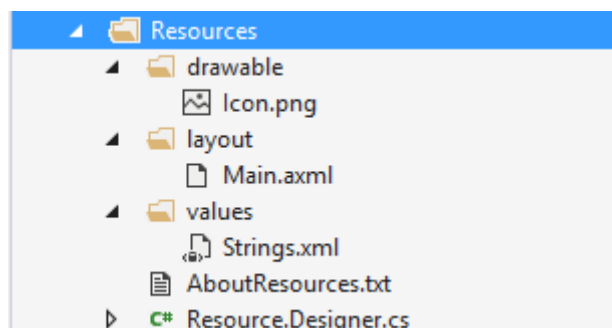 Resources
drawable
Icon.png
layout
Main.axml
values
Strings.xml
AboutResources.txt
C# Resource.Designer.cs